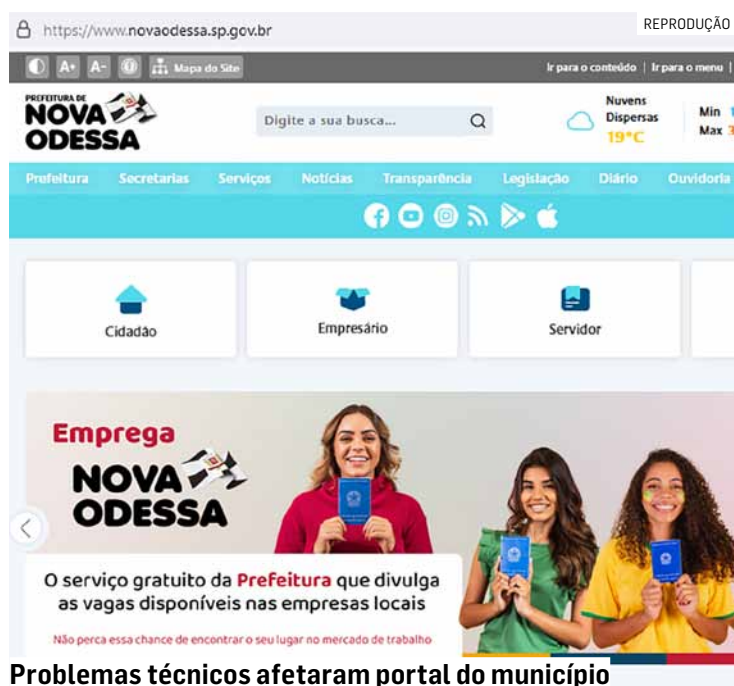 https://www.novaodessa.sp.gov.br
REPRODUÇÃO
A+ A- Mapa do Site
Ir para o conteúdo | Ir para o menu |
PREFEITURA DE
NOVA
ODESSA
Digite a sua busca...
Nuvens
Dispersas
19°C
Min 1
Max 3
Prefeitura Secretarias Serviços Notícias Transparência Legislação Diário Ouvidoria
Cidadão
Empresário
Servidor
Emprega
NOVA
ODESSA
O serviço gratuito da Prefeitura que divulga
as vagas disponíveis nas empresas locais
Não perca essa chance de encontrar o seu lugar no mercado de trabalho
Problemas técnicos afetaram portal do município